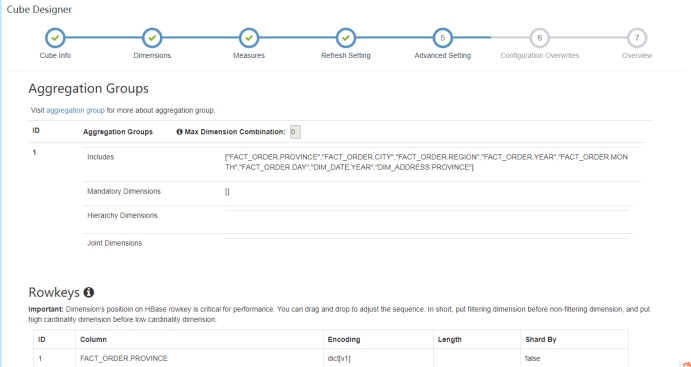 Cube Designer
5
6
7
Cube Info
Dimensions
Measures
Refresh Setting
Advanced Setting
Configuration Overwrites
Overview
Aggregation Groups
Visit aggregation group for more about aggregation group.
ID
Aggregation Groups
Max Dimension Combination: 0
1
Includes
["FACT_ORDER.PROVINCE","FACT_ORDER.CITY","FACT_ORDER.REGION","FACT_ORDER.YEAR","FACT_ORDER.MON
TH","FACT_ORDER.DAY","DIM_DATE.YEAR","DIM_ADDRESS.PROVINCE"]
Mandatory Dimensions
[]
Hierarchy Dimensions
Joint Dimensions
Rowkeys
Important: Dimension's positioin on HBase rowkey is critical for performance. You can drag and drop to adjust the sequence. In short, put filtering dimension before non-filtering dimension, and put
high cardinality dimension before low cardinality dimension.
ID
Column
Encoding
Length
Shard By
1
FACT_ORDER.PROVINCE
dict[v1]
false